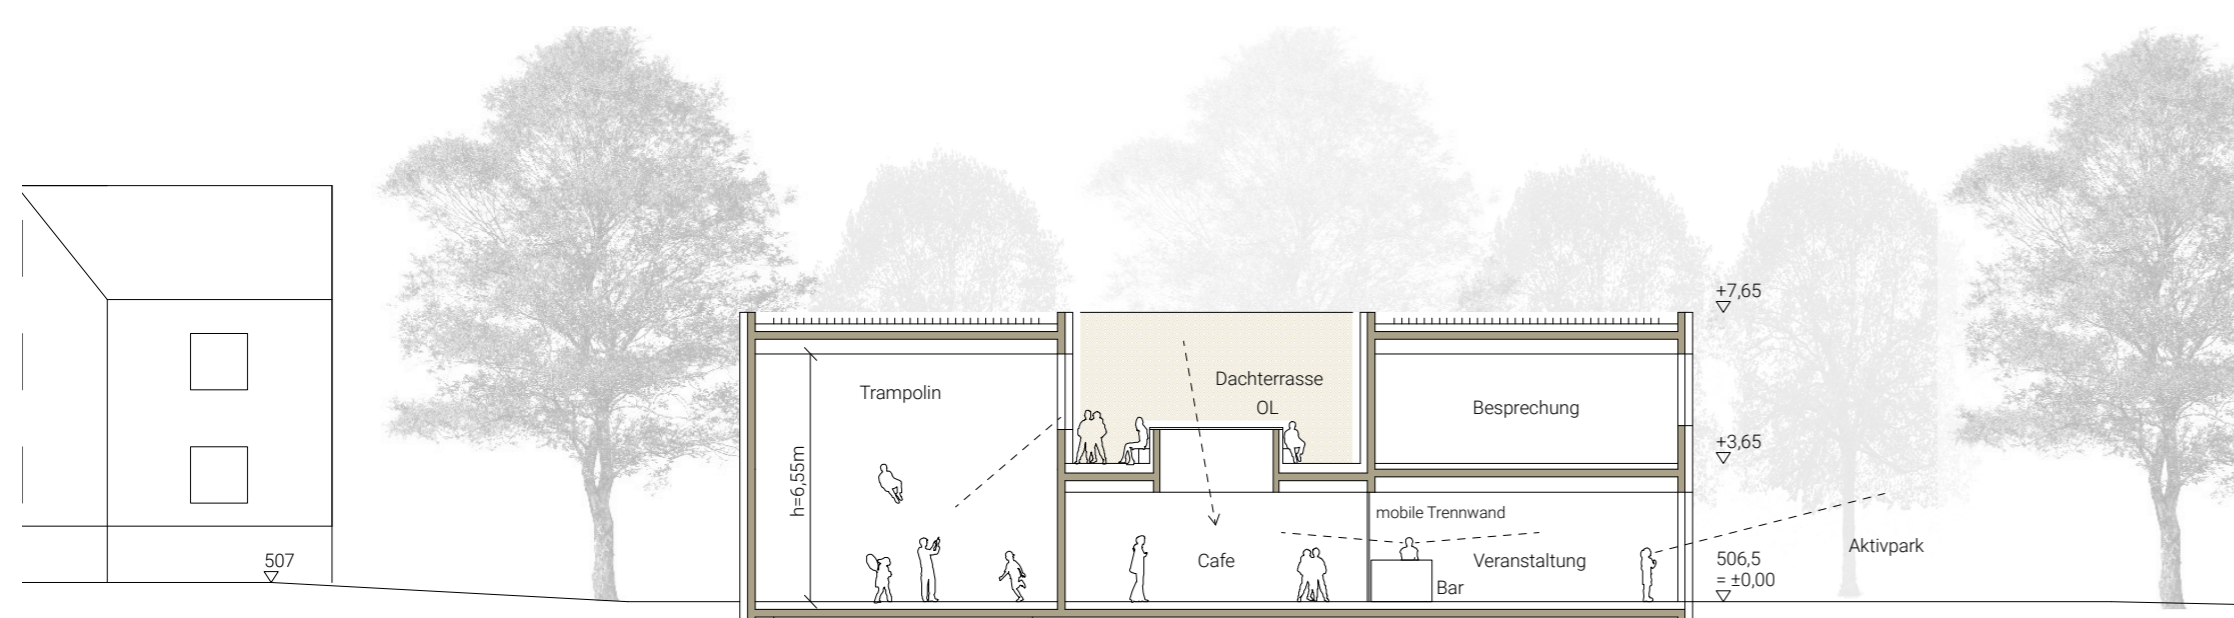 507
Trampolin
h=6,55m
Dachterrasse
OL
Besprechung
+7,65
+3,65
mobile Trennwand
Cafe
Veranstaltung
Bar
506,5
= ±0,00
Aktivpark